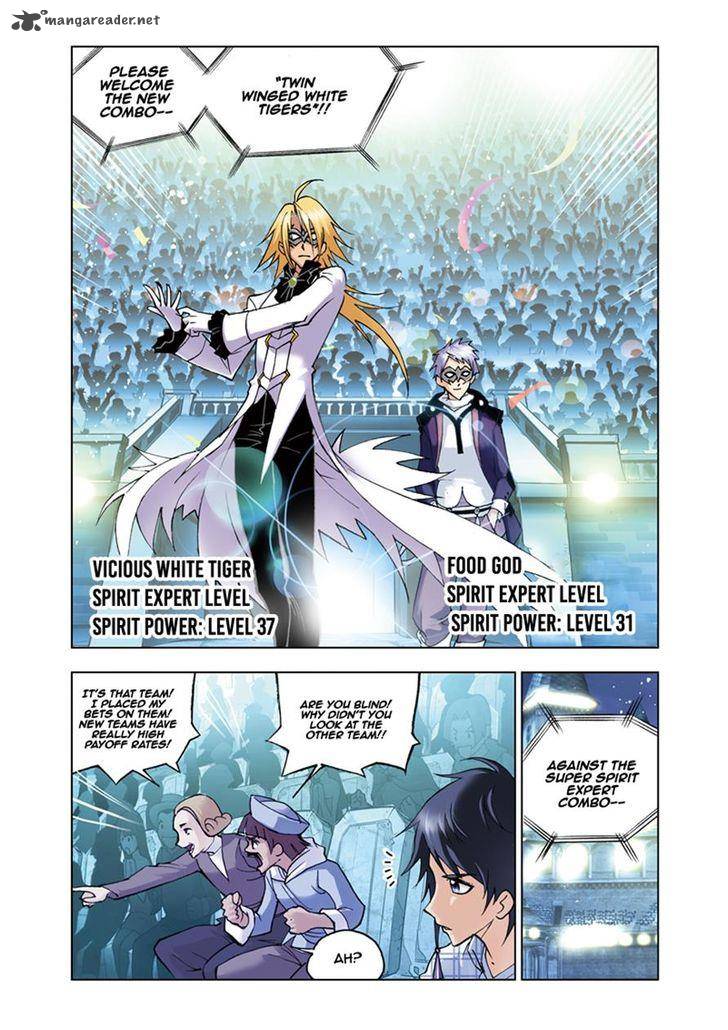 mangareader.net
PLEASE
WELCOME
THE NEW
COMBO--
"TWIN
WINGED WHITE
TIGERS"!!
VICIOUS WHITE TIGER
SPIRIT EXPERT LEVEL
SPIRIT POWER: LEVEL 37
FOOD GOD
SPIRIT EXPERT LEVEL
SPIRIT POWER: LEVEL 31
IT'S THAT TEAM!
I PLACED MY
BETS ON THEM!
NEW TEAMS HAVE
REALLY HIGH
PAYOFF RATES!
ARE YOU BLIND!
WHY DIDN'T YOU
LOOK AT THE
OTHER TEAM!!
AH?
AGAINST THE
SUPER SPIRIT
EXPERT
COMBO--